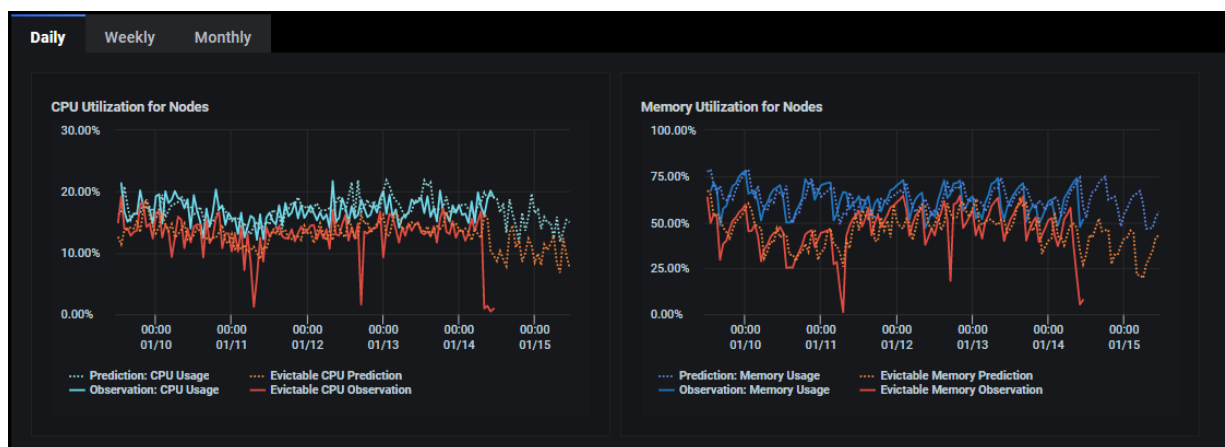 Daily Weekly Monthly
CPU Utilization for Nodes
30.00%
20.00%
10.00%
0.00%
00:00 00:00 00:00 00:00 00:00 00:00
01/10 01/11 01/12 01/13 01/14 01/15
Prediction: CPU Usage Evictable CPU Prediction
Observation: CPU Usage Evictable CPU Observation
Memory Utilization for Nodes
100.00%
75.00%
50.00%
25.00%
0.00%
00:00 00:00 00:00 00:00 00:00 00:00
01/10 01/11 01/12 01/13 01/14 01/15
Prediction: Memory Usage Evictable Memory Prediction
Observation: Memory Usage Evictable Memory Observation